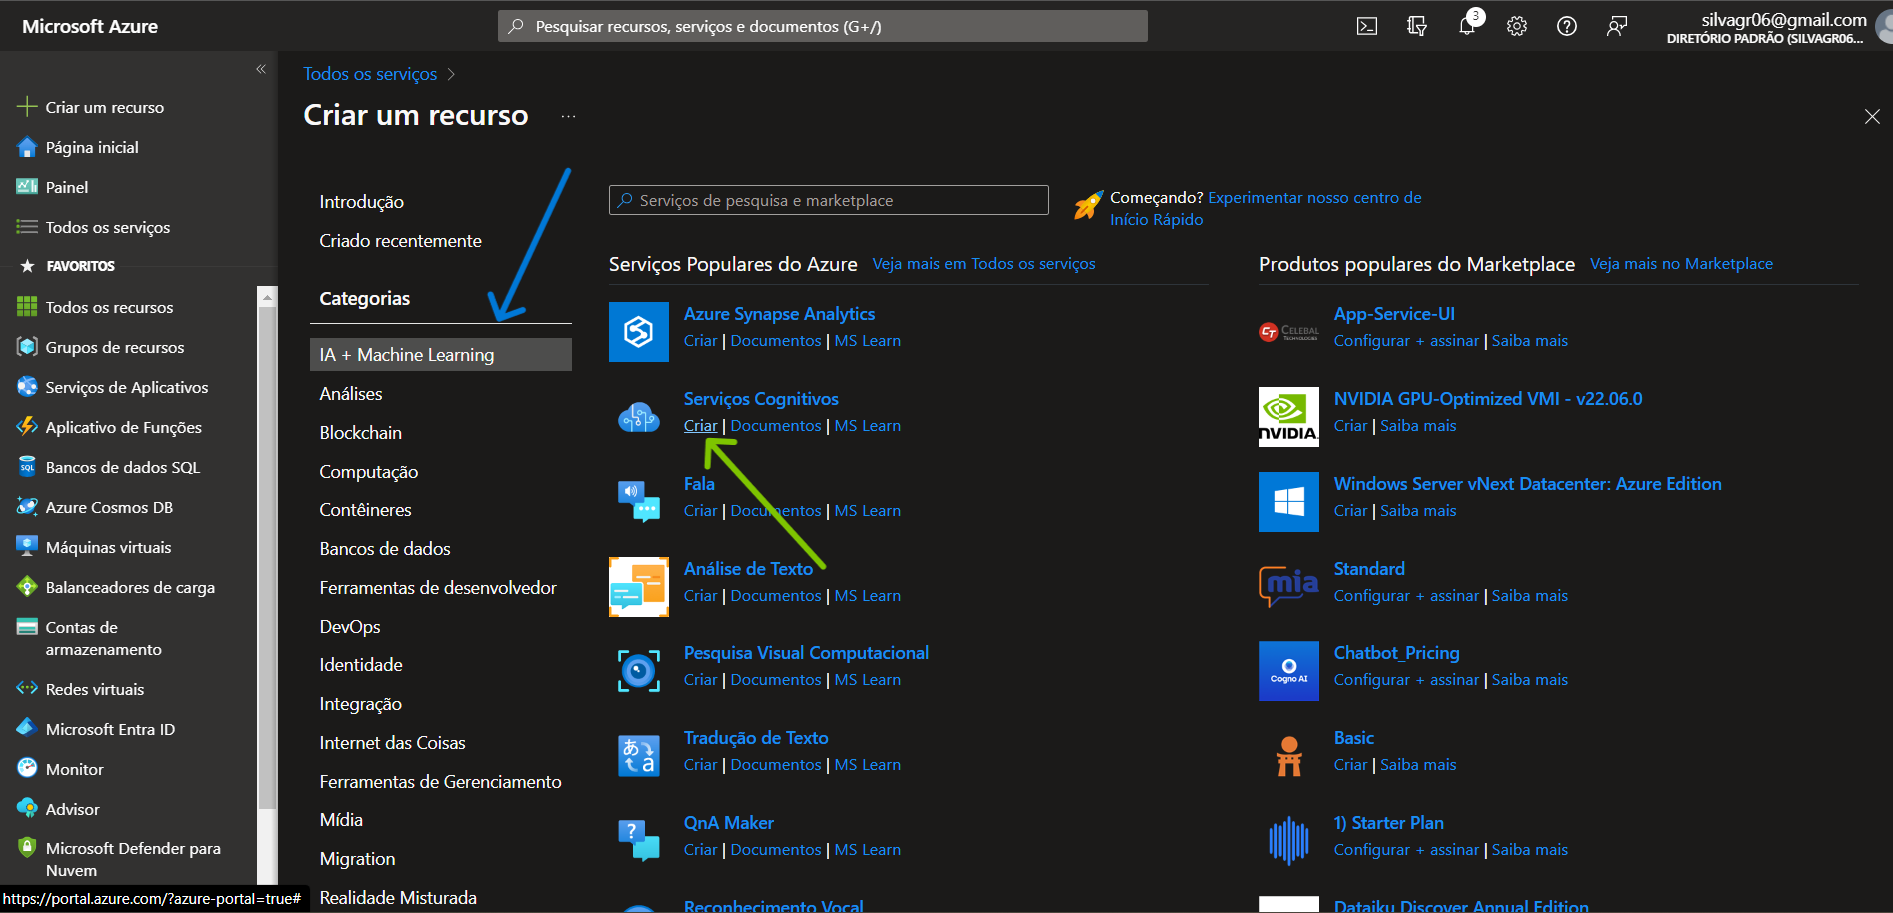 Microsoft Azure
Pesquisar recursos, serviços e documentos (G+/)
3
silvagr06@gmail.com
DIRETÓRIO PADRÃO (SILVAGR06...
Criar um recurso
Página inicial
Painel
Todos os serviços
FAVORITOS
Todos os recursos
Grupos de recursos
Serviços de Aplicativos
Aplicativo de Funções
SQL
Bancos de dados SQL
Azure Cosmos DB
Máquinas virtuais
Balanceadores de carga
Contas de
armazenamento
Redes virtuais
Microsoft Entra ID
Monitor
Advisor
Microsoft Defender para
Nuvem
https://portal.azure.com/?azure-portal=true#
Todos os serviços
Criar um recurso
...
Introdução
Criado recentemente
Categorias
IA + Machine Learning
Análises
Blockchain
Computação
Contêineres
Bancos de dados
Ferramentas de desenvolvedor
DevOps
Identidade
Integração
Internet das Coisas
Ferramentas de Gerenciamento
Mídia
Migration
Realidade Misturada
Serviços de pesquisa e marketplace
Começando? Experimentar nosso centro de
Início Rápido
Serviços Populares do Azure Veja mais em Todos os serviços
Azure Synapse Analytics
Criar | Documentos | MS Learn
Serviços Cognitivos
Criar | Documentos | MS Learn
Fala
Criar | Documentos | MS Learn
Análise de Texto
Criar | Documentos | MS Learn
Pesquisa Visual Computacional
Criar | Documentos | MS Learn
あ a
Tradução de Texto
Criar | Documentos | MS Learn
?
QnA Maker
Criar | Documentos | MS Learn
Reconhecimento Vocal
Produtos populares do Marketplace Veja mais no Marketplace
CT CELEBAL
TECHNOLOGIES
App-Service-UI
Configurar + assinar | Saiba mais
NVIDIA.
NVIDIA GPU-Optimized VMI - v22.06.0
Criar | Saiba mais
Windows Server vNext Datacenter: Azure Edition
Criar | Saiba mais
mia
Standard
Configurar + assinar | Saiba mais
Cogno AI
Chatbot_Pricing
Configurar + assinar | Saiba mais
Basic
Criar | Saiba mais
1) Starter Plan
Configurar + assinar | Saiba mais
Dataiku Discover Annual Edition